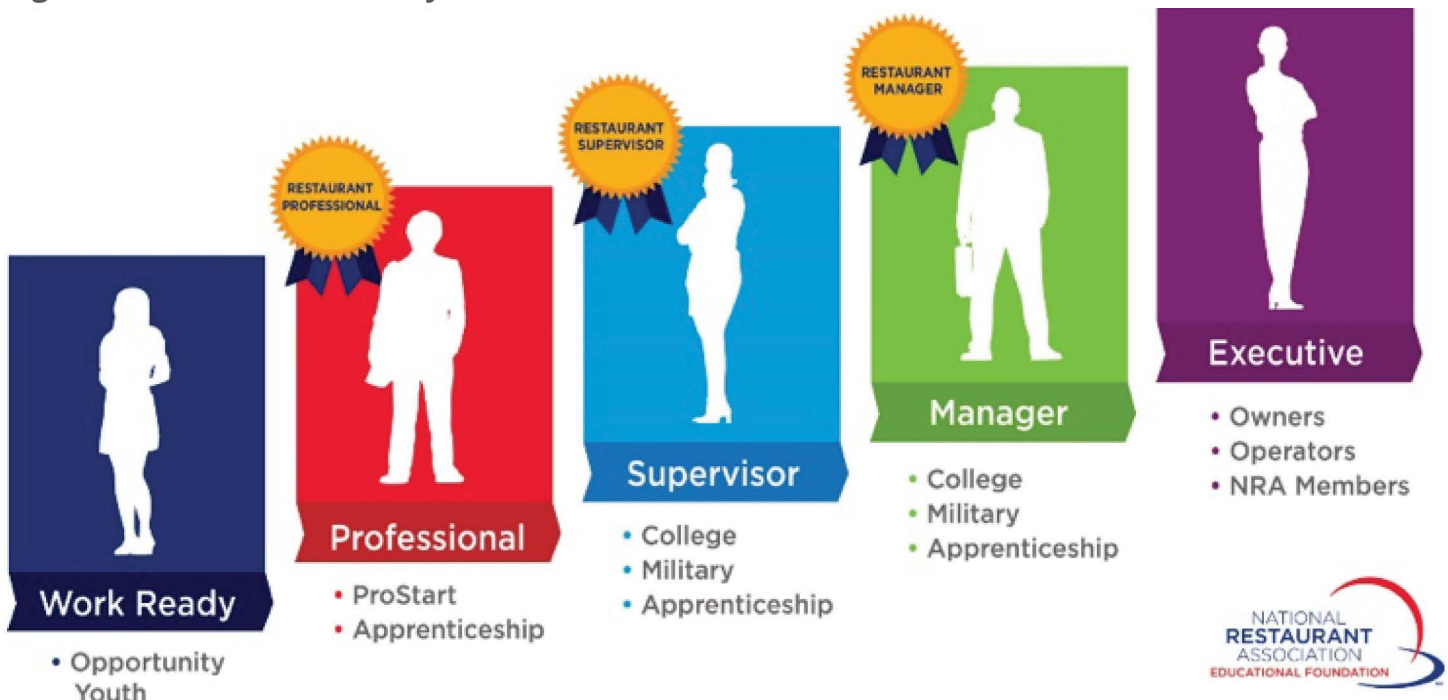 RESTAURANT
PROFESSIONAL
RESTAURANT
SUPERVISOR
RESTAURANT
MANAGER
Work Ready
• Opportunity
Youth
Professional
• ProStart
• Apprenticeship
Supervisor
• College
• Military
• Apprenticeship
Manager
• College
• Military
• Apprenticeship
Executive
• Owners
• Operators
• NRA Members
NATIONAL
RESTAURANT
ASSOCIATION
EDUCATIONAL FOUNDATION